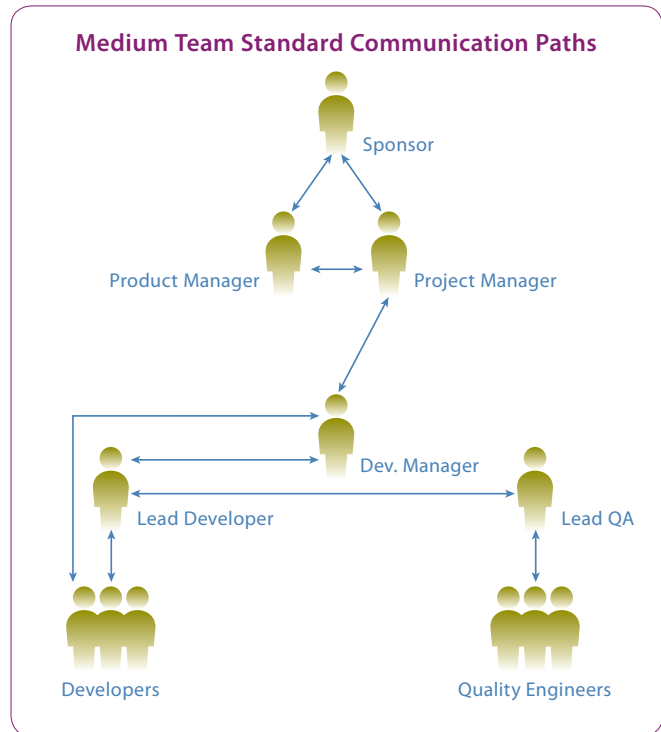 Medium Team Standard Communication Paths
Sponsor
Product Manager
Project Manager
Dev. Manager
Lead Developer
Lead QA
Developers
Quality Engineers